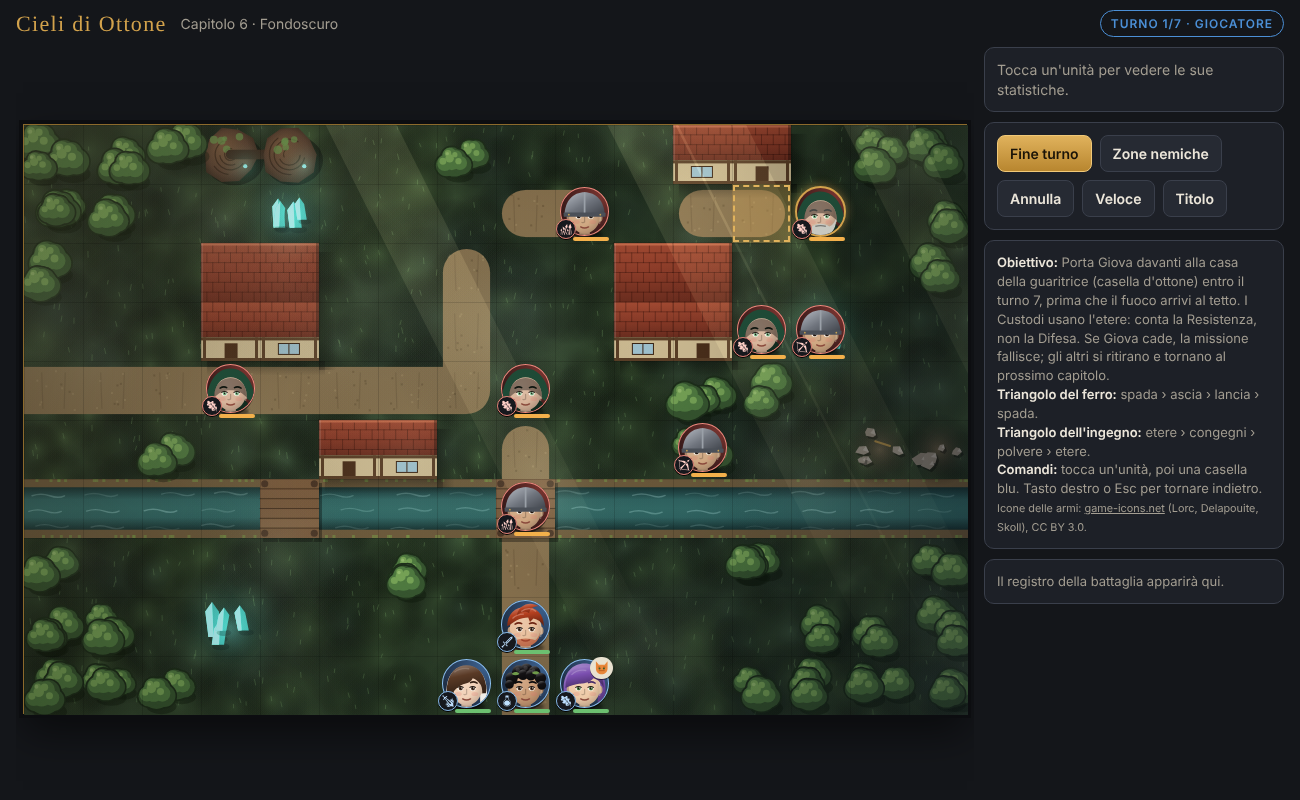 Cieli di Ottone
Capitolo 6 · Fondoscuro
TURNO 1/7 · GIOCATORE
Tocca un'unità per vedere le sue
statistiche.
Fine turno
Zone nemiche
Annulla
Veloce
Titolo
Obiettivo: Porta Giova davanti alla casa
della guaritrice (casella d'ottone) entro il
turno 7, prima che il fuoco arrivi al tetto. I
Custodi usano l'etere: conta la Resistenza,
non la Difesa. Se Giova cade, la missione
fallisce; gli altri si ritirano e tornano al
prossimo capitolo.
Triangolo del ferro: spada › ascia › lancia ›
spada.
Triangolo dell'ingegno: etere › congegni ›
polvere › etere.
Comandi: tocca un'unità, poi una casella
blu. Tasto destro o Esc per tornare indietro.
Icone delle armi: game-icons.net (Lorc, Delapouite,
Skoll), CC BY 3.0.
Il registro della battaglia apparirà qui.